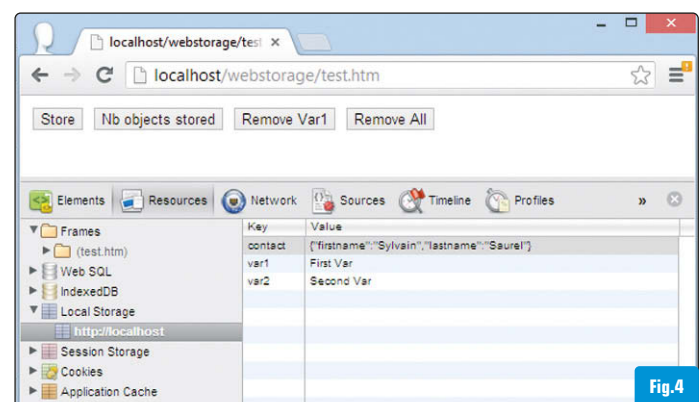 localhost/webstorage/test
localhost/webstorage/test.htm
Store Nb objects stored Remove Var1 Remove All
Elements Resources Network Sources Timeline Profiles »
Frames
(test.htm)
Web SQL
IndexedDB
Local Storage
http://localhost
Session Storage
Cookies
Application Cache
Key Value
contact {"firstname":"Sylvain","lastname":"Saurel"}
var1 First Var
var2 Second Var
Fig.4